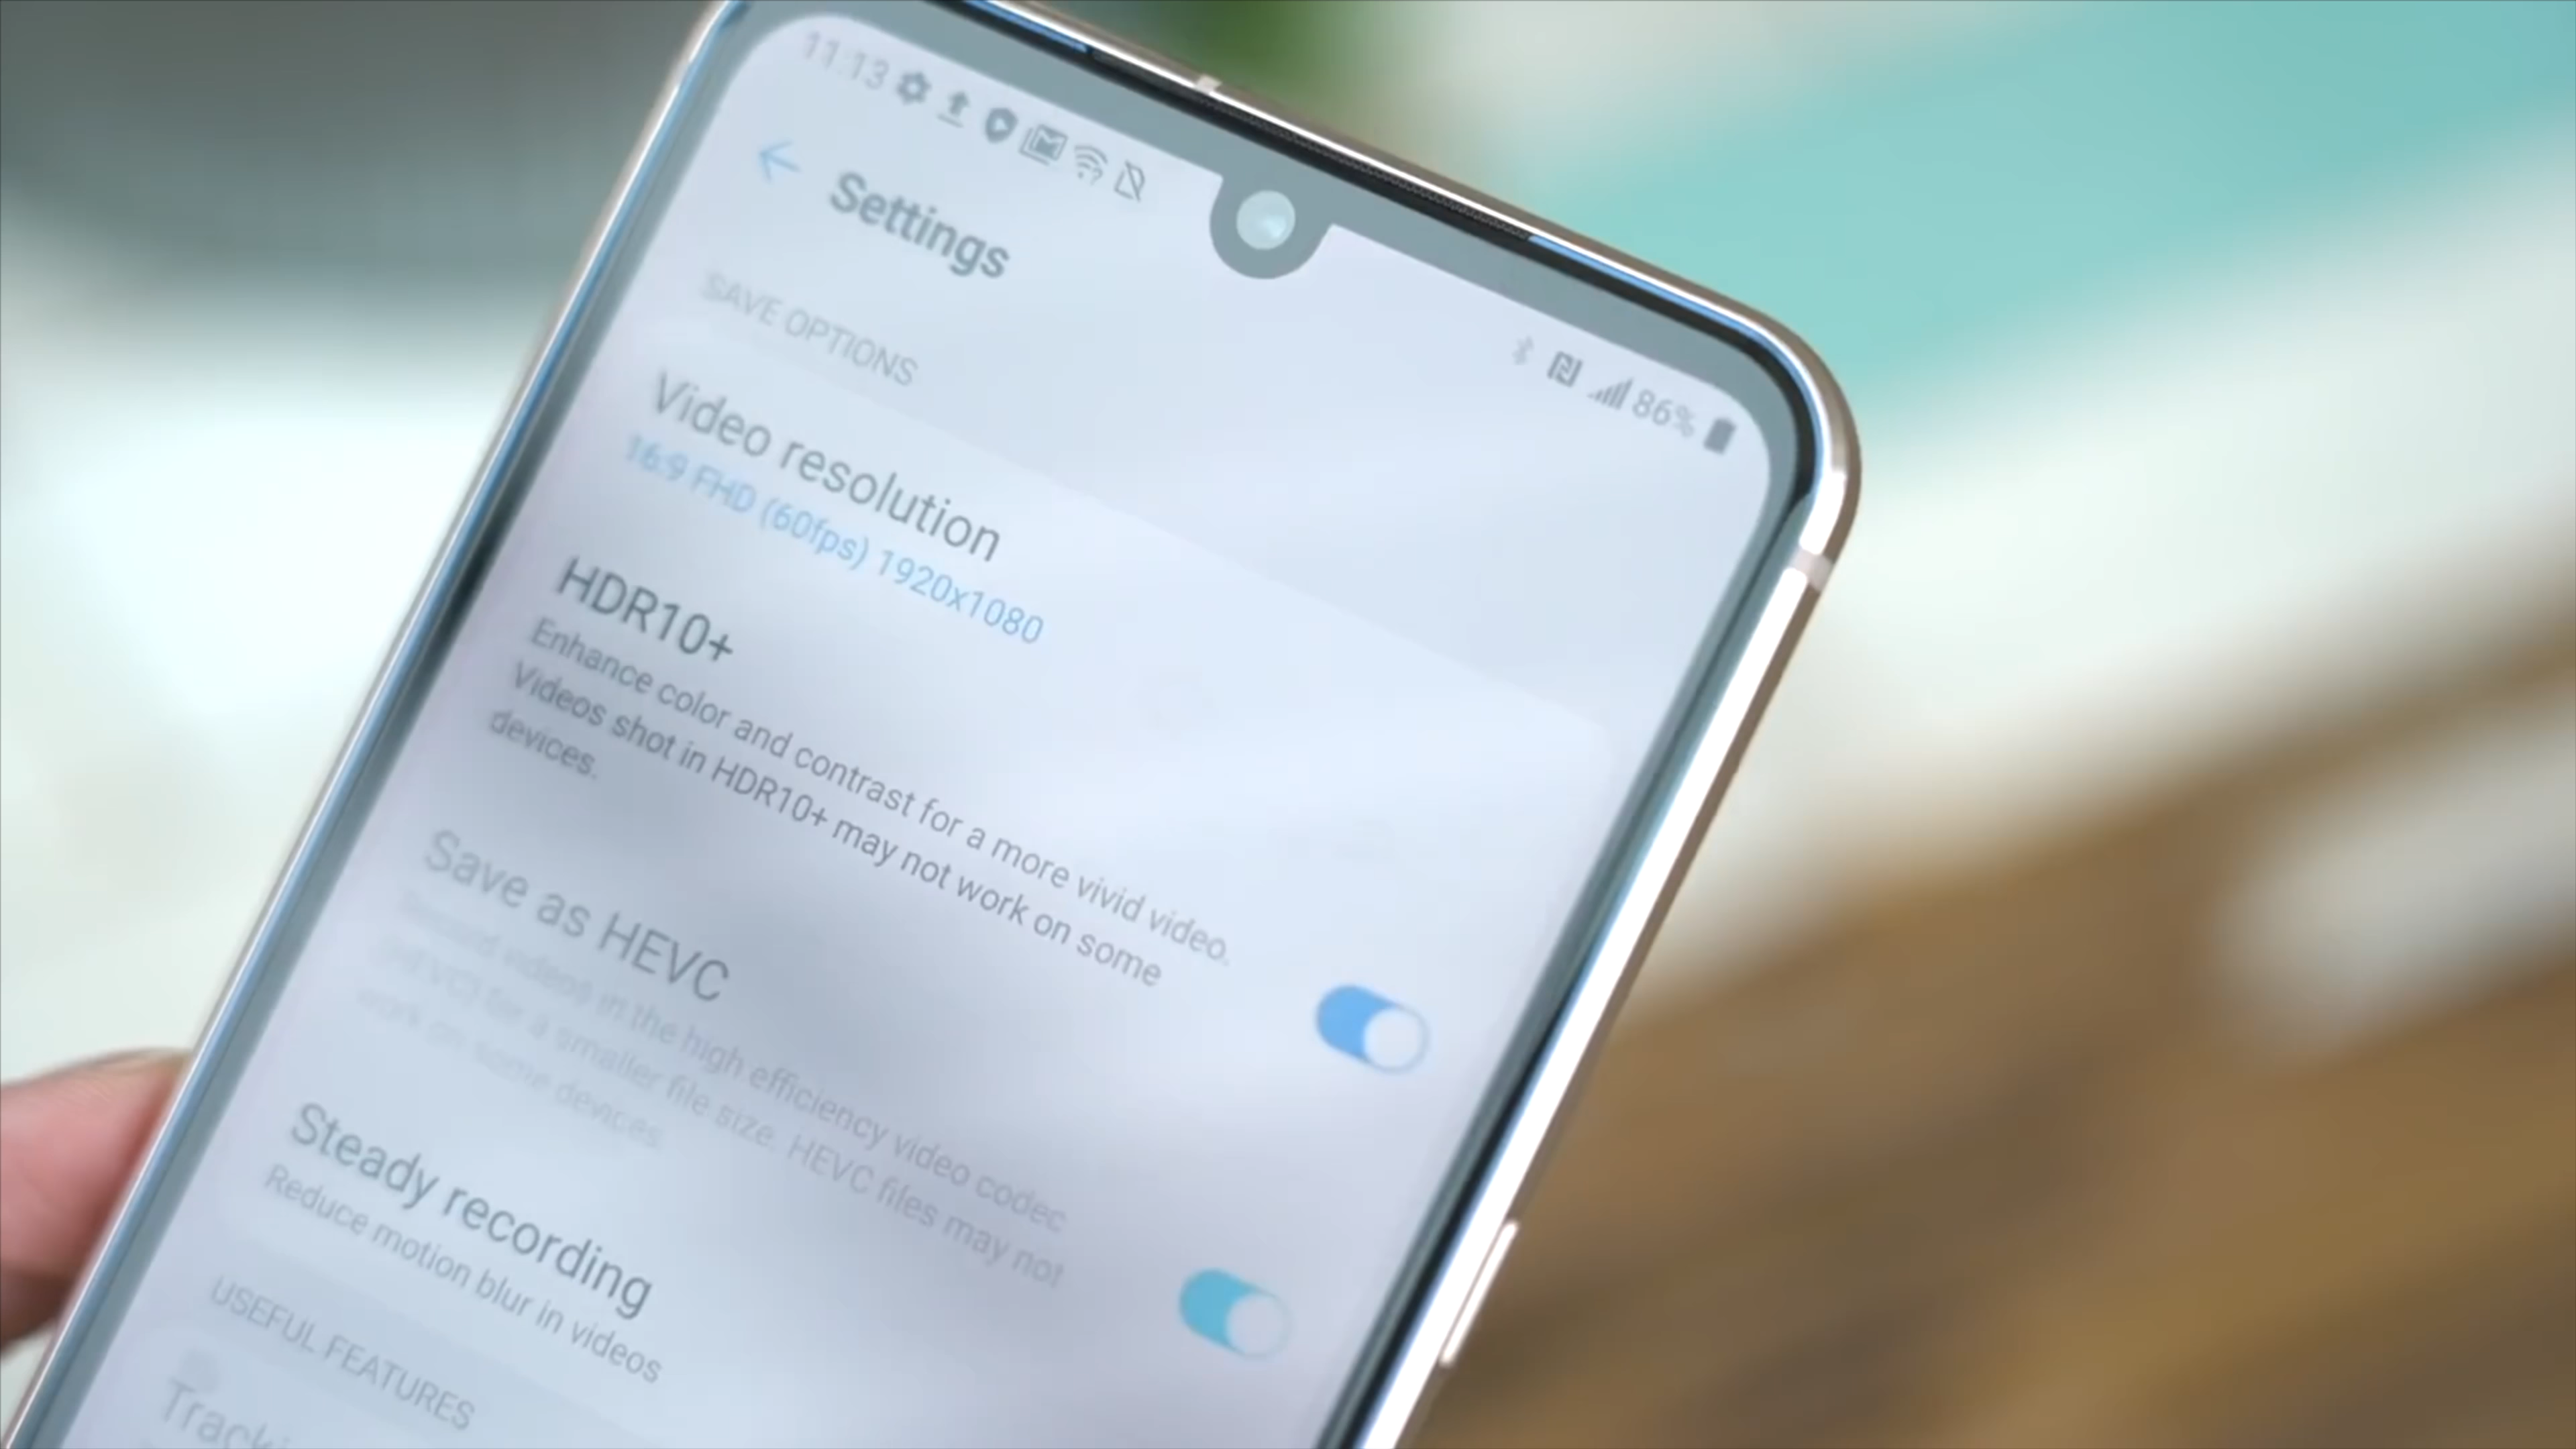 11:13
86%
Settings
SAVE OPTIONS
Video resolution
16:9 FHD (60fps) 1920x1080
HDR10+
Enhance color and contrast for a more vivid video.
Videos shot in HDR10+ may not work on some
devices.
Save as HEVC
Record videos in the high efficiency video codec
(HEVC) for a smaller file size. HEVC files may not
work on some devices.
Steady recording
Reduce motion blur in videos
USEFUL FEATURES